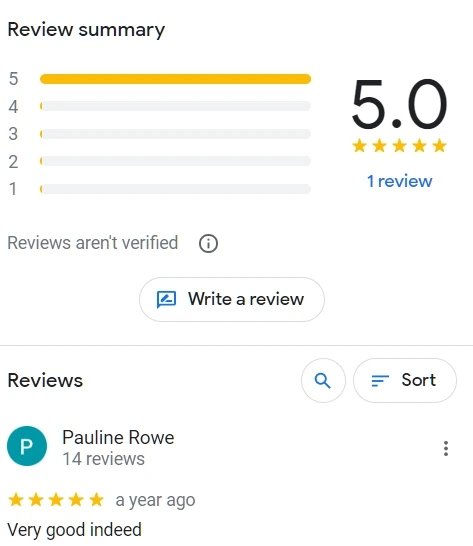 Review summary
5
4
3
2
1
5.0
1 review
Reviews aren't verified
Write a review
Reviews
Sort
P
Pauline Rowe
14 reviews
a year ago
Very good indeed